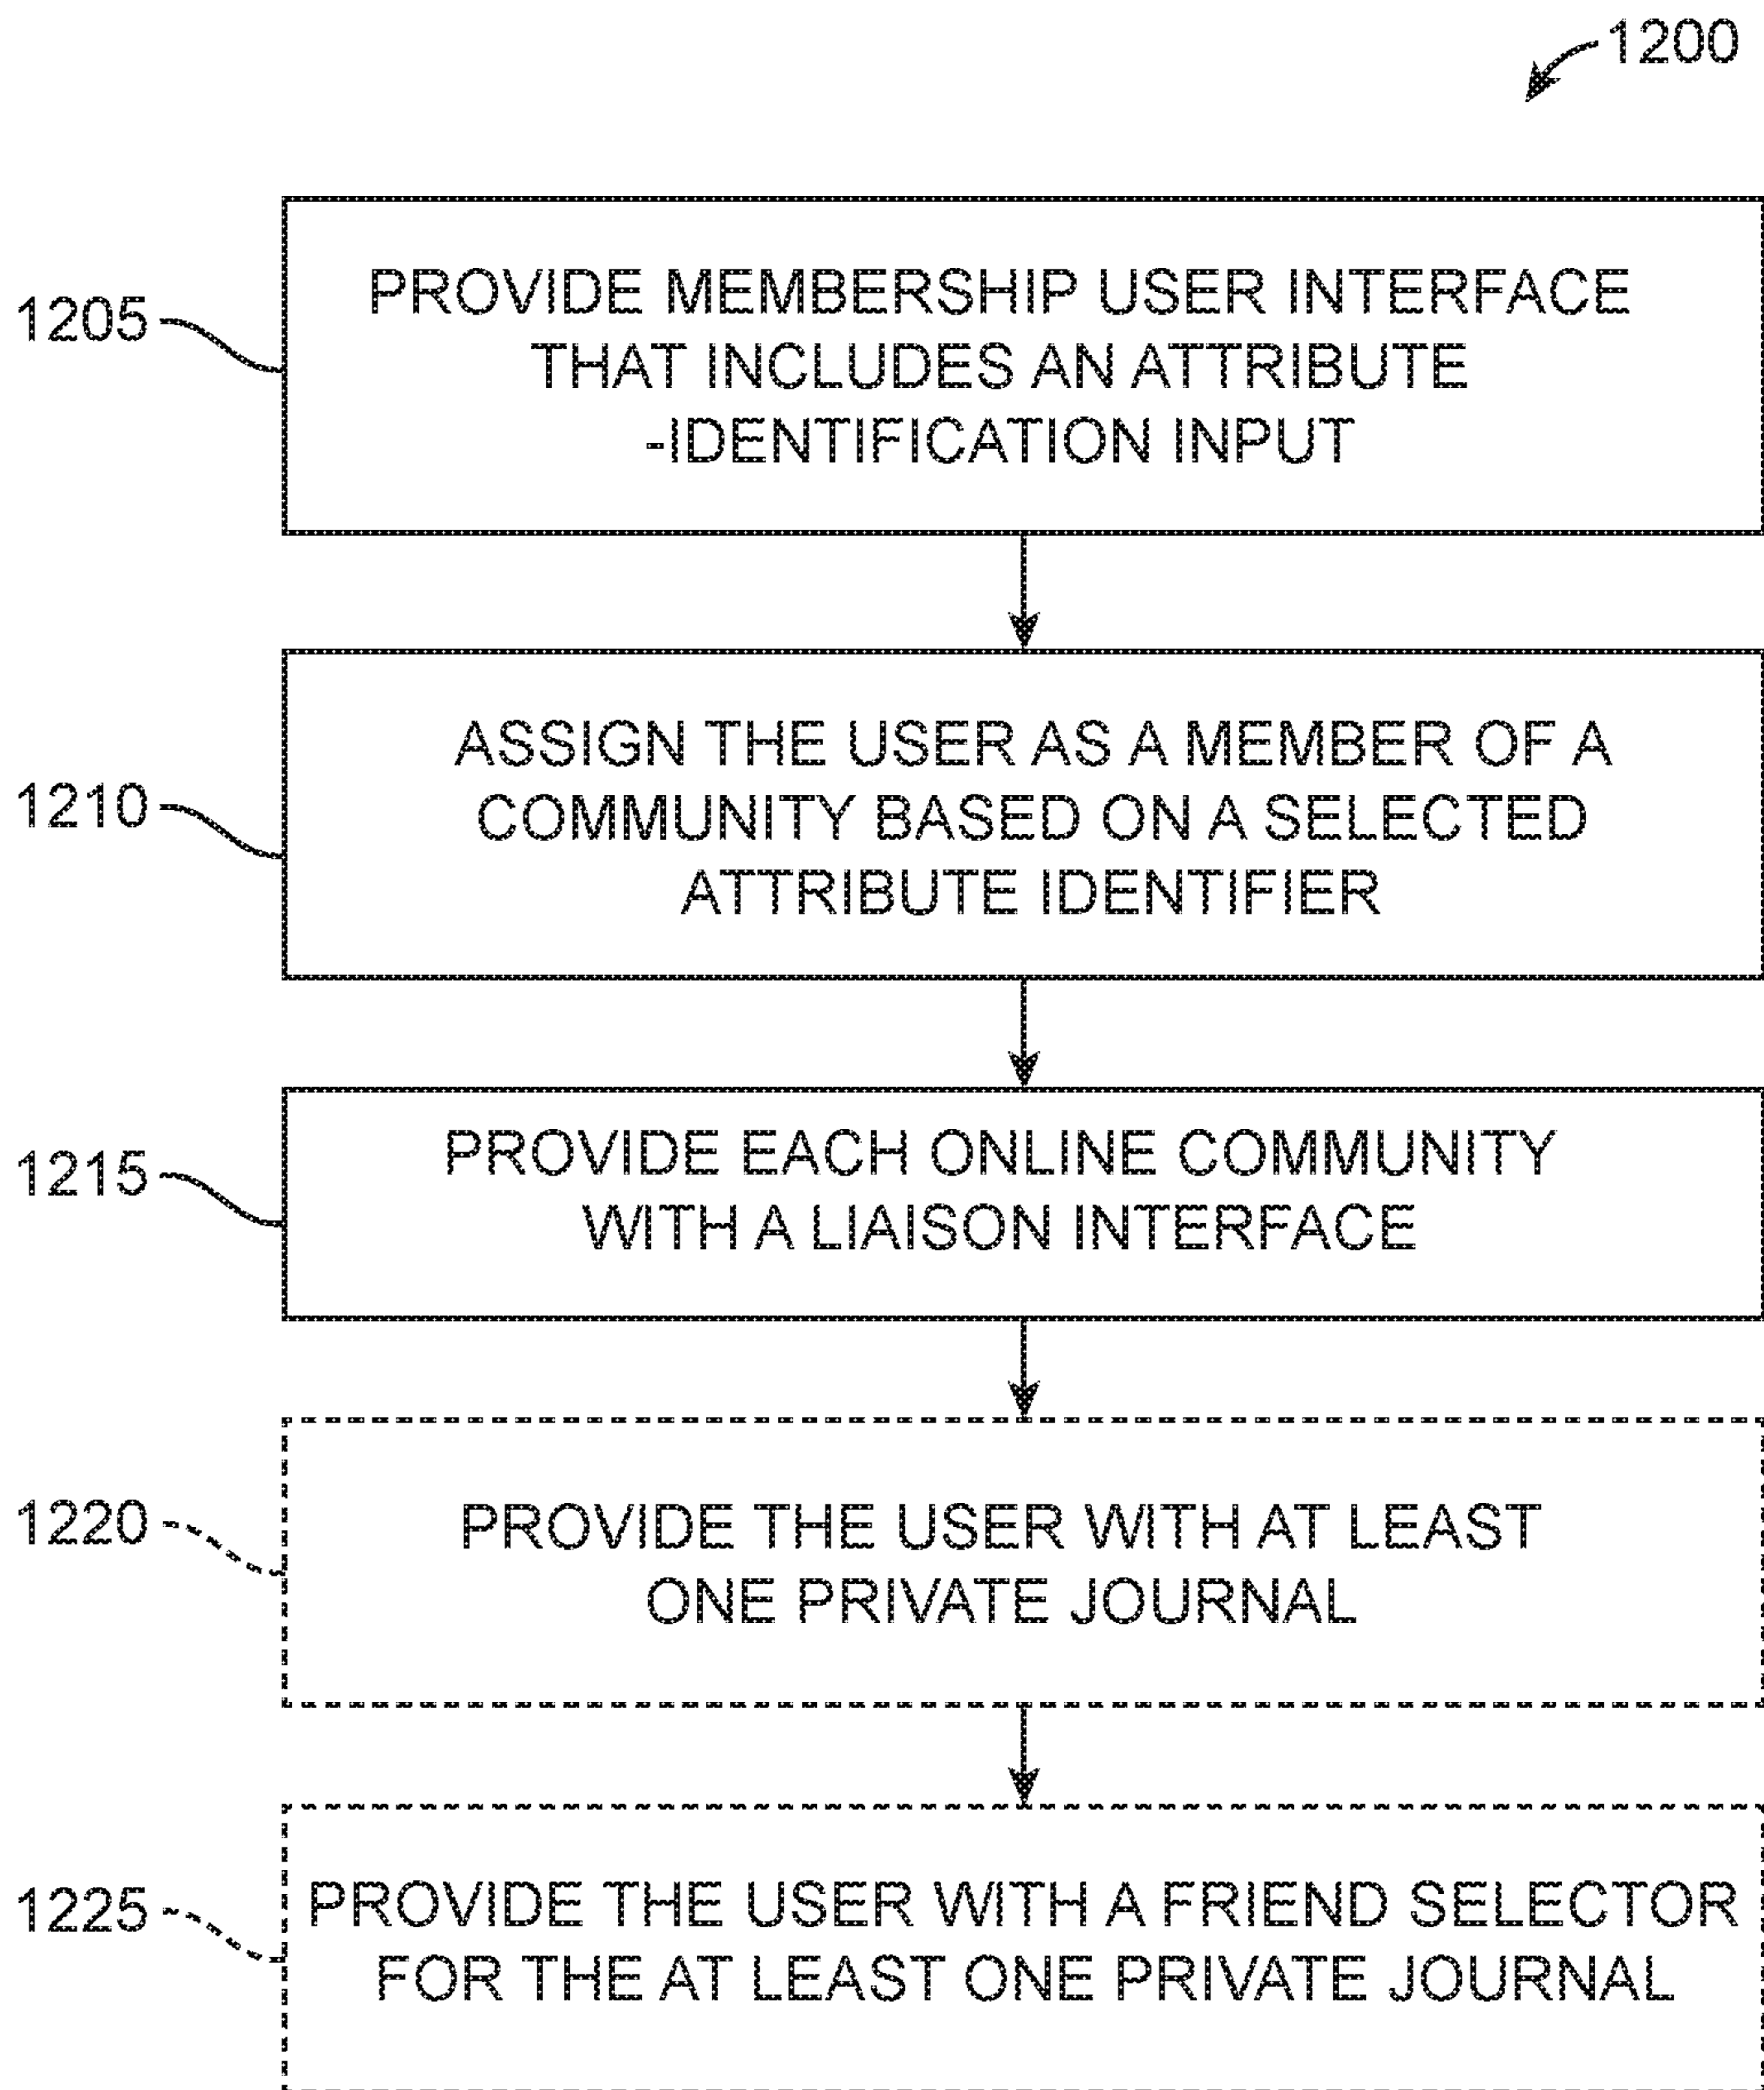 1200
1205
PROVIDE MEMBERSHIP USER INTERFACE
THAT INCLUDES AN ATTRIBUTE
-IDENTIFICATION INPUT
1210
ASSIGN THE USER AS A MEMBER OF A
COMMUNITY BASED ON A SELECTED
ATTRIBUTE IDENTIFIER
1215
PROVIDE EACH ONLINE COMMUNITY
WITH A LIAISON INTERFACE
1220
PROVIDE THE USER WITH AT LEAST
ONE PRIVATE JOURNAL
1225
PROVIDE THE USER WITH A FRIEND SELECTOR
FOR THE AT LEAST ONE PRIVATE JOURNAL